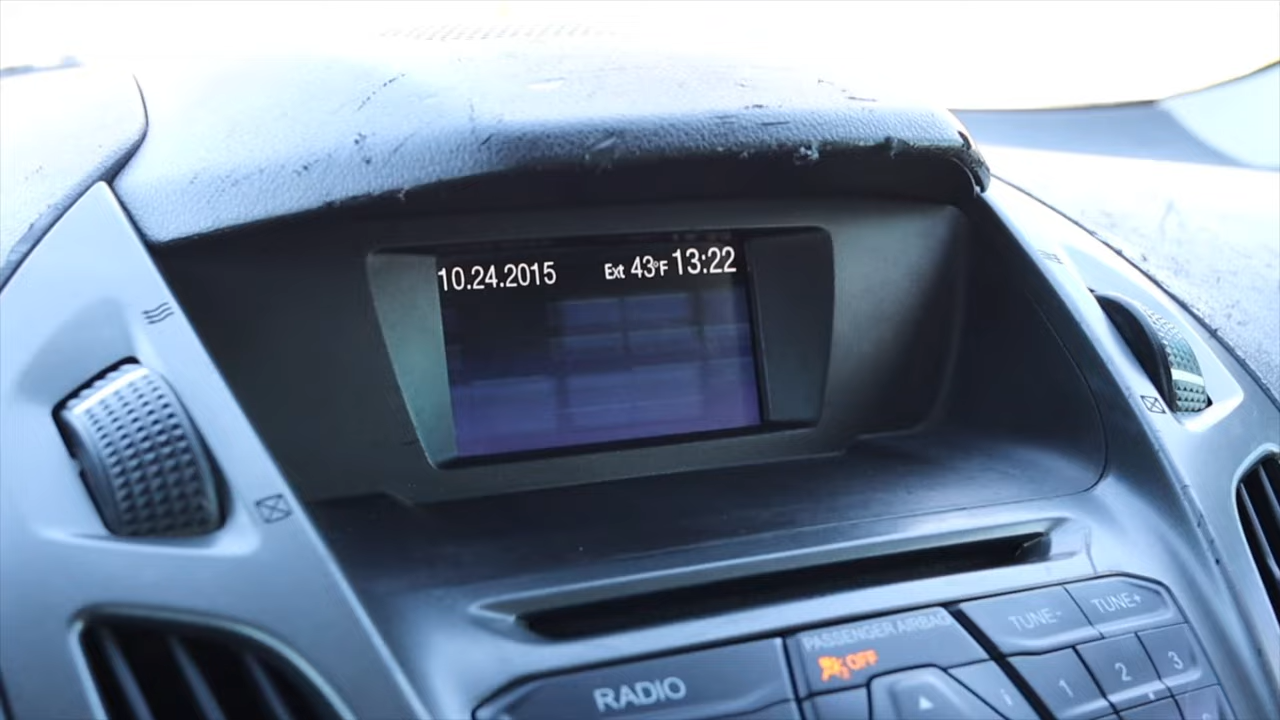 10.24.2015 Ext 43°F 13:22
TUNE- TUNE+
PASSENGER AIRBAG
OFF
RADIO
i 1 2 3